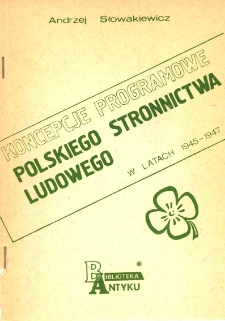 Andrzej Słowakiewicz
KONCEPCJE PROGRAMOWE
POLSKIEGO STRONNICTWA
LUDOWEGO
W LATACH 1945-1947
BIBLIOTEKA ®
ANTYKU